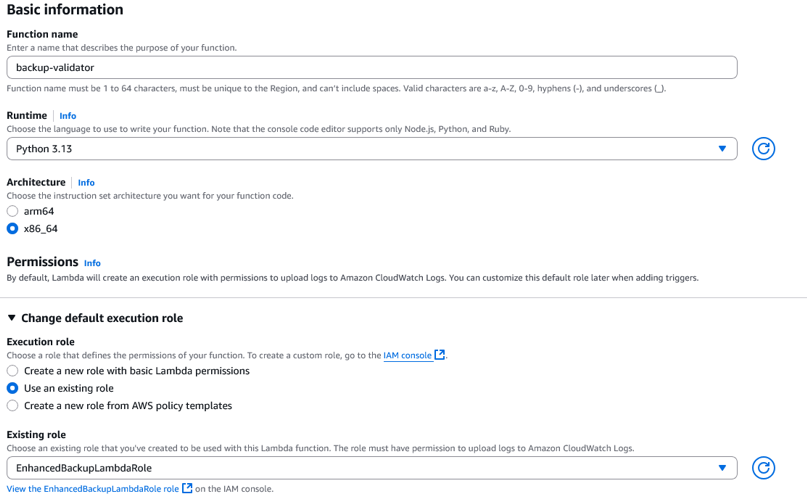 Basic information
Function name
Enter a name that describes the purpose of your function.
backup-validator
Function name must be 1 to 64 characters, must be unique to the Region, and can't include spaces. Valid characters are a-z, A-Z, 0-9, hyphens (-), and underscores (_).
Runtime Info
Choose the language to use to write your function. Note that the console code editor supports only Node.js, Python, and Ruby.
Python 3.13
Architecture Info
Choose the instruction set architecture you want for your function code.
arm64
x86_64
Permissions Info
By default, Lambda will create an execution role with permissions to upload logs to Amazon CloudWatch Logs. You can customize this default role later when adding triggers.
Change default execution role
Execution role
Choose a role that defines the permissions of your function. To create a custom role, go to the IAM console.
Create a new role with basic Lambda permissions
Use an existing role
Create a new role from AWS policy templates
Existing role
Choose an existing role that you've created to be used with this Lambda function. The role must have permission to upload logs to Amazon CloudWatch Logs.
EnhancedBackupLambdaRole
View the EnhancedBackupLambdaRole role on the IAM console.